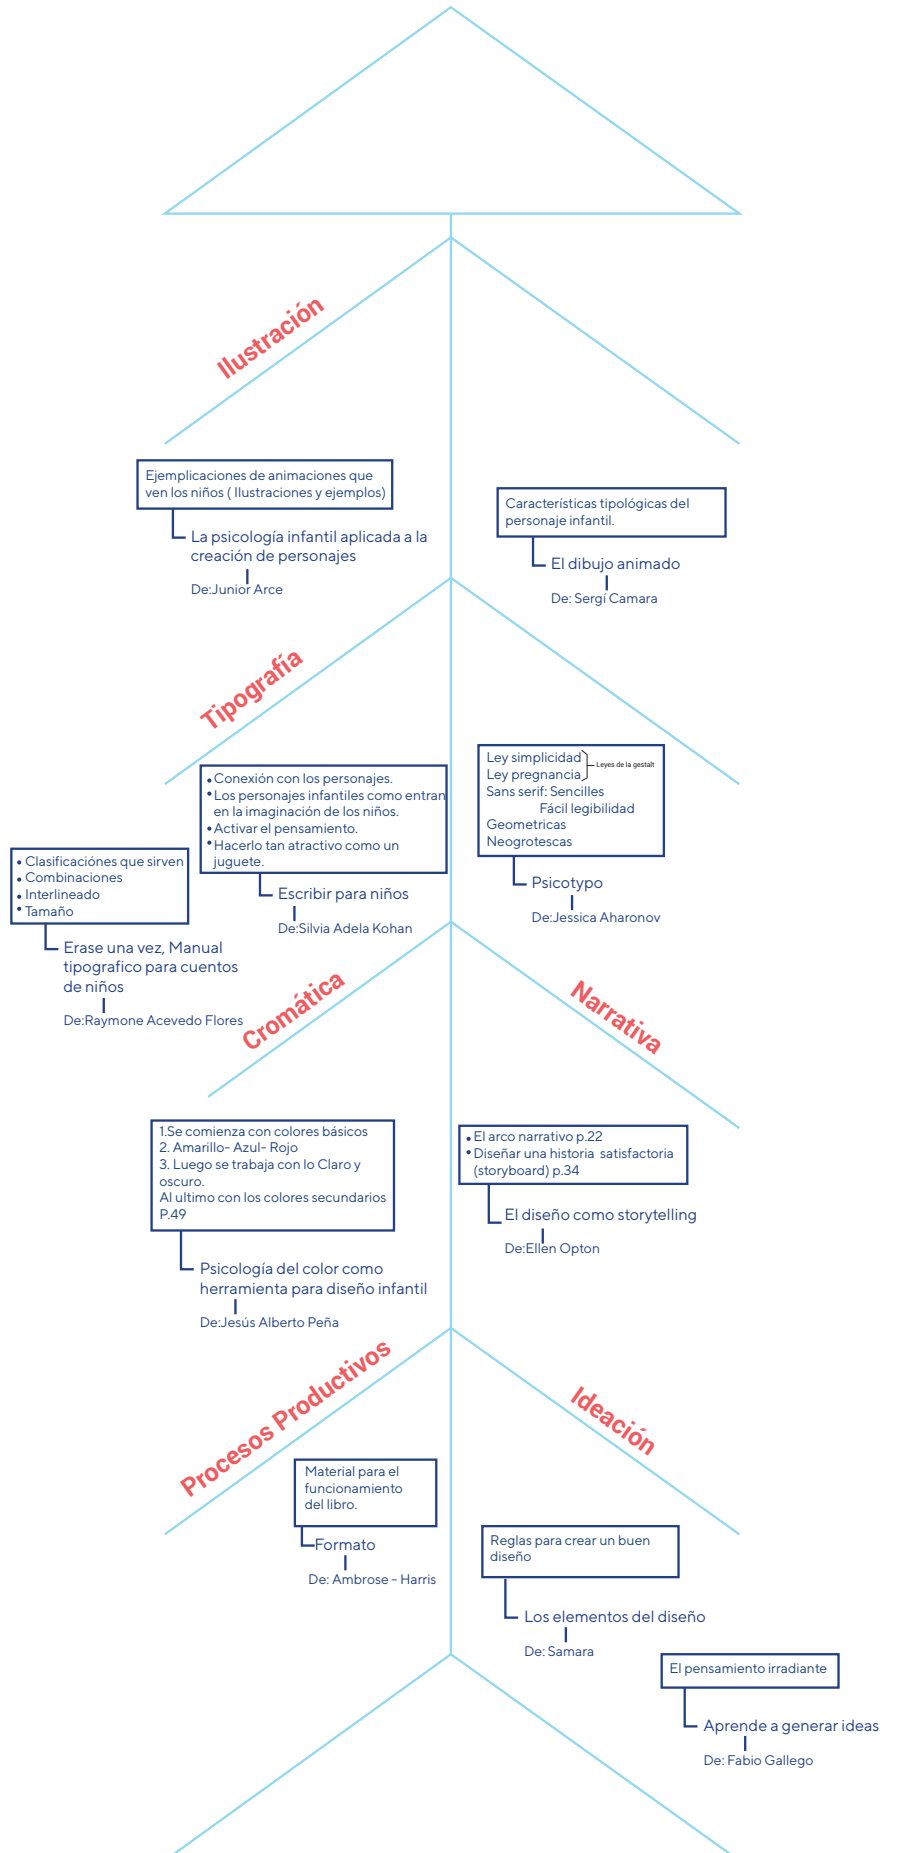 Ilustración
Ejemplicaciones de animaciones que
ven los niños ( Ilustraciones y ejemplos)
La psicología infantil aplicada a la
creación de personajes
De:Junior Arce
Características tipológicas del
personaje infantil.
El dibujo animado
De: Sergí Camara
Tipografía
Clasificaciónes que sirven
Combinaciones
Interlineado
Tamaño
Erase una vez, Manual
tipografico para cuentos
de niños
De:Raymone Acevedo Flores
Conexión con los personajes.
Los personajes infantiles como entran
en la imaginación de los niños.
Activar el pensamiento.
Hacerlo tan atractivo como un
juguete.
Escribir para niños
De:Silvia Adela Kohan
Ley simplicidad
Ley pregnancia
Leyes de la gestalt
Sans serif: Sencilles
Fácil legibilidad
Geometricas
Neogrotescas
Psicotypo
De:Jessica Aharonov
Cromática
1.Se comienza con colores básicos
2. Amarillo- Azul- Rojo
3. Luego se trabaja con lo Claro y
oscuro.
Al ultimo con los colores secundarios
P.49
Psicología del color como
herramienta para diseño infantil
De:Jesús Alberto Peña
Narrativa
El arco narrativo p.22
Diseñar una historia satisfactoria
(storyboard) p.34
El diseño como storytelling
De:Ellen Opton
Procesos Productivos
Material para el
funcionamiento
del libro.
Formato
De: Ambrose - Harris
Ideación
Reglas para crear un buen
diseño
Los elementos del diseño
De: Samara
El pensamiento irradiante
Aprende a generar ideas
De: Fabio Gallego